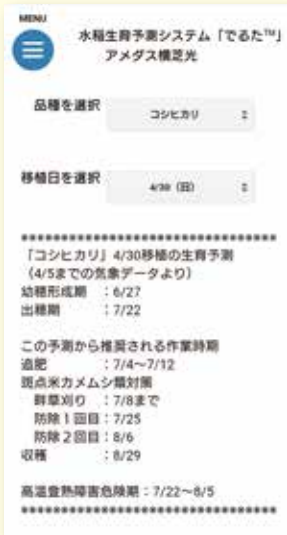 MENU
水稲生育予測システム「でるた™」
アメダス横芝光
品種を選択
コシヒカリ
移植日を選択
4/30（日）
**********************************
「コシヒカリ」4/30移植の生育予測
（4/5までの気象データより）
幼穂形成期 ：6/27
出穂期 ：7/22
この予測から推奨される作業時期
追肥 ：7/4～7/12
斑点米カメムシ類対策
畔草刈り ：7/8まで
防除１回目：7/25
防除２回目：8/6
収穫 ：8/29
高温登熟障害危険期：7/22～8/5
**********************************